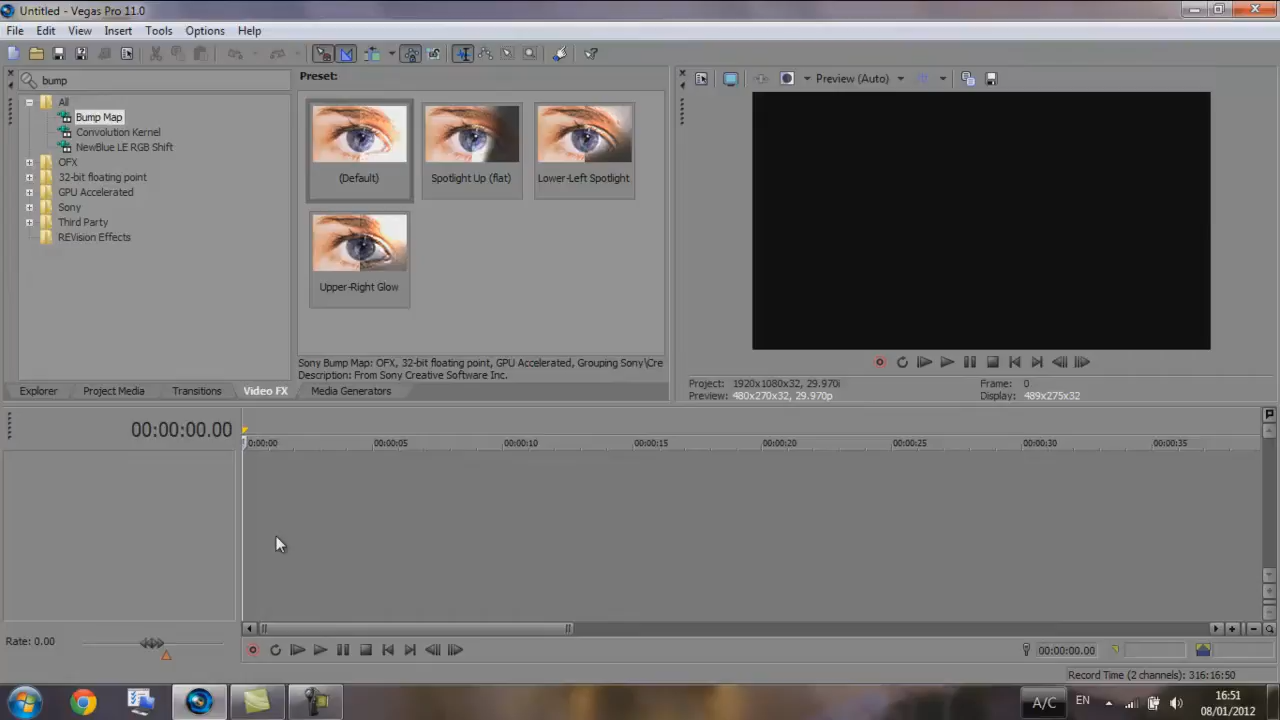 Untitled - Vegas Pro 11.0
File Edit View Insert Tools Options Help
bump
All
Bump Map
Convolution Kernel
NewBlue LE RGB Shift
OFX
32-bit floating point
GPU Accelerated
Sony
Third Party
REVision Effects
Preset:
(Default)
Spotlight Up (flat)
Lower-Left Spotlight
Upper-Right Glow
Sony Bump Map: OFX, 32-bit floating point, GPU Accelerated, Grouping Sony\Cre
Description: From Sony Creative Software Inc.
Explorer Project Media Transitions Video FX Media Generators
Preview (Auto)
Project: 1920x1080x32, 29.970i Frame: 0
Preview: 480x270x32, 29.970p Display: 489x275x32
00:00:00.00
0:00:00 00:00:05 00:00:10 00:00:15 00:00:20 00:00:25 00:00:30 00:00:35
Rate: 0.00
00:00:00.00
Record Time (2 channels): 316:16:50
A/C EN 16:51
08/01/2012